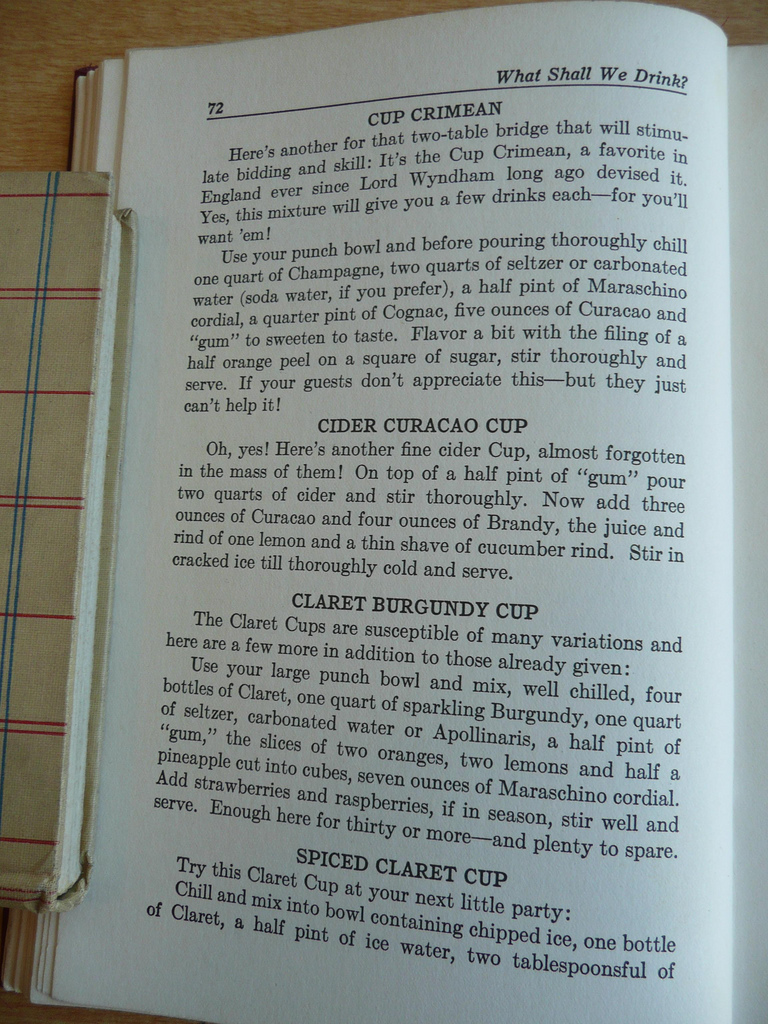 72
What Shall We Drink?
CUP CRIMEAN
Here's another for that two-table bridge that will stimu-
late bidding and skill: It's the Cup Crimean, a favorite in
England ever since Lord Wyndham long ago devised it.
Yes, this mixture will give you a few drinks each—for you'll
want 'em!
Use your punch bowl and before pouring thoroughly chill
one quart of Champagne, two quarts of seltzer or carbonated
water (soda water, if you prefer), a half pint of Maraschino
cordial, a quarter pint of Cognac, five ounces of Curacao and
"gum" to sweeten to taste. Flavor a bit with the filing of a
half orange peel on a square of sugar, stir thoroughly and
serve. If your guests don't appreciate this—but they just
can't help it!
CIDER CURACAO CUP
Oh, yes! Here's another fine cider Cup, almost forgotten
in the mass of them! On top of a half pint of "gum" pour
two quarts of cider and stir thoroughly. Now add three
ounces of Curacao and four ounces of Brandy, the juice and
rind of one lemon and a thin shave of cucumber rind. Stir in
cracked ice till thoroughly cold and serve.
CLARET BURGUNDY CUP
The Claret Cups are susceptible of many variations and
here are a few more in addition to those already given:
Use your large punch bowl and mix, well chilled, four
bottles of Claret, one quart of sparkling Burgundy, one quart
of seltzer, carbonated water or Apollinaris, a half pint of
"gum," the slices of two oranges, two lemons and half a
pineapple cut into cubes, seven ounces of Maraschino cordial.
Add strawberries and raspberries, if in season, stir well and
serve. Enough here for thirty or more—and plenty to spare.
SPICED CLARET CUP
Try this Claret Cup at your next little party:
Chill and mix into bowl containing chipped ice, one bottle
of Claret, a half pint of ice water, two tablespoonsful of